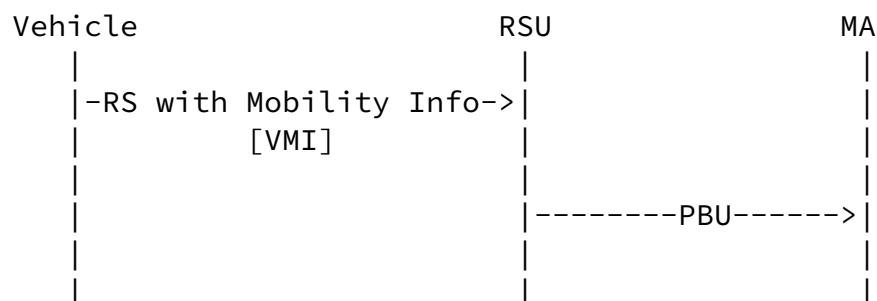 Vehicle RSU MA
-RS with Mobility Info->
[VMI]
--------PBU------>